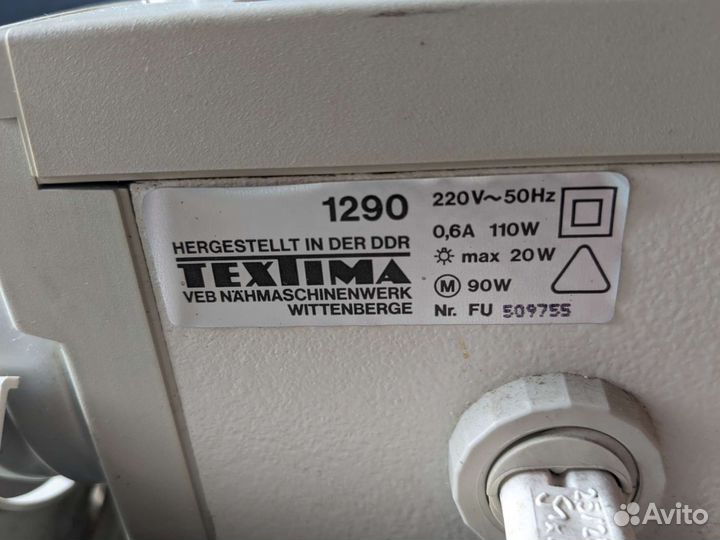 1290
HERGESTELLT IN DER DDR
TEXTIMA
VEB NÄHMASCHINENWERK
WITTENBERGE
220V~50Hz
0,6A 110W
max 20W
M 90W
Nr. FU 509755
Avito